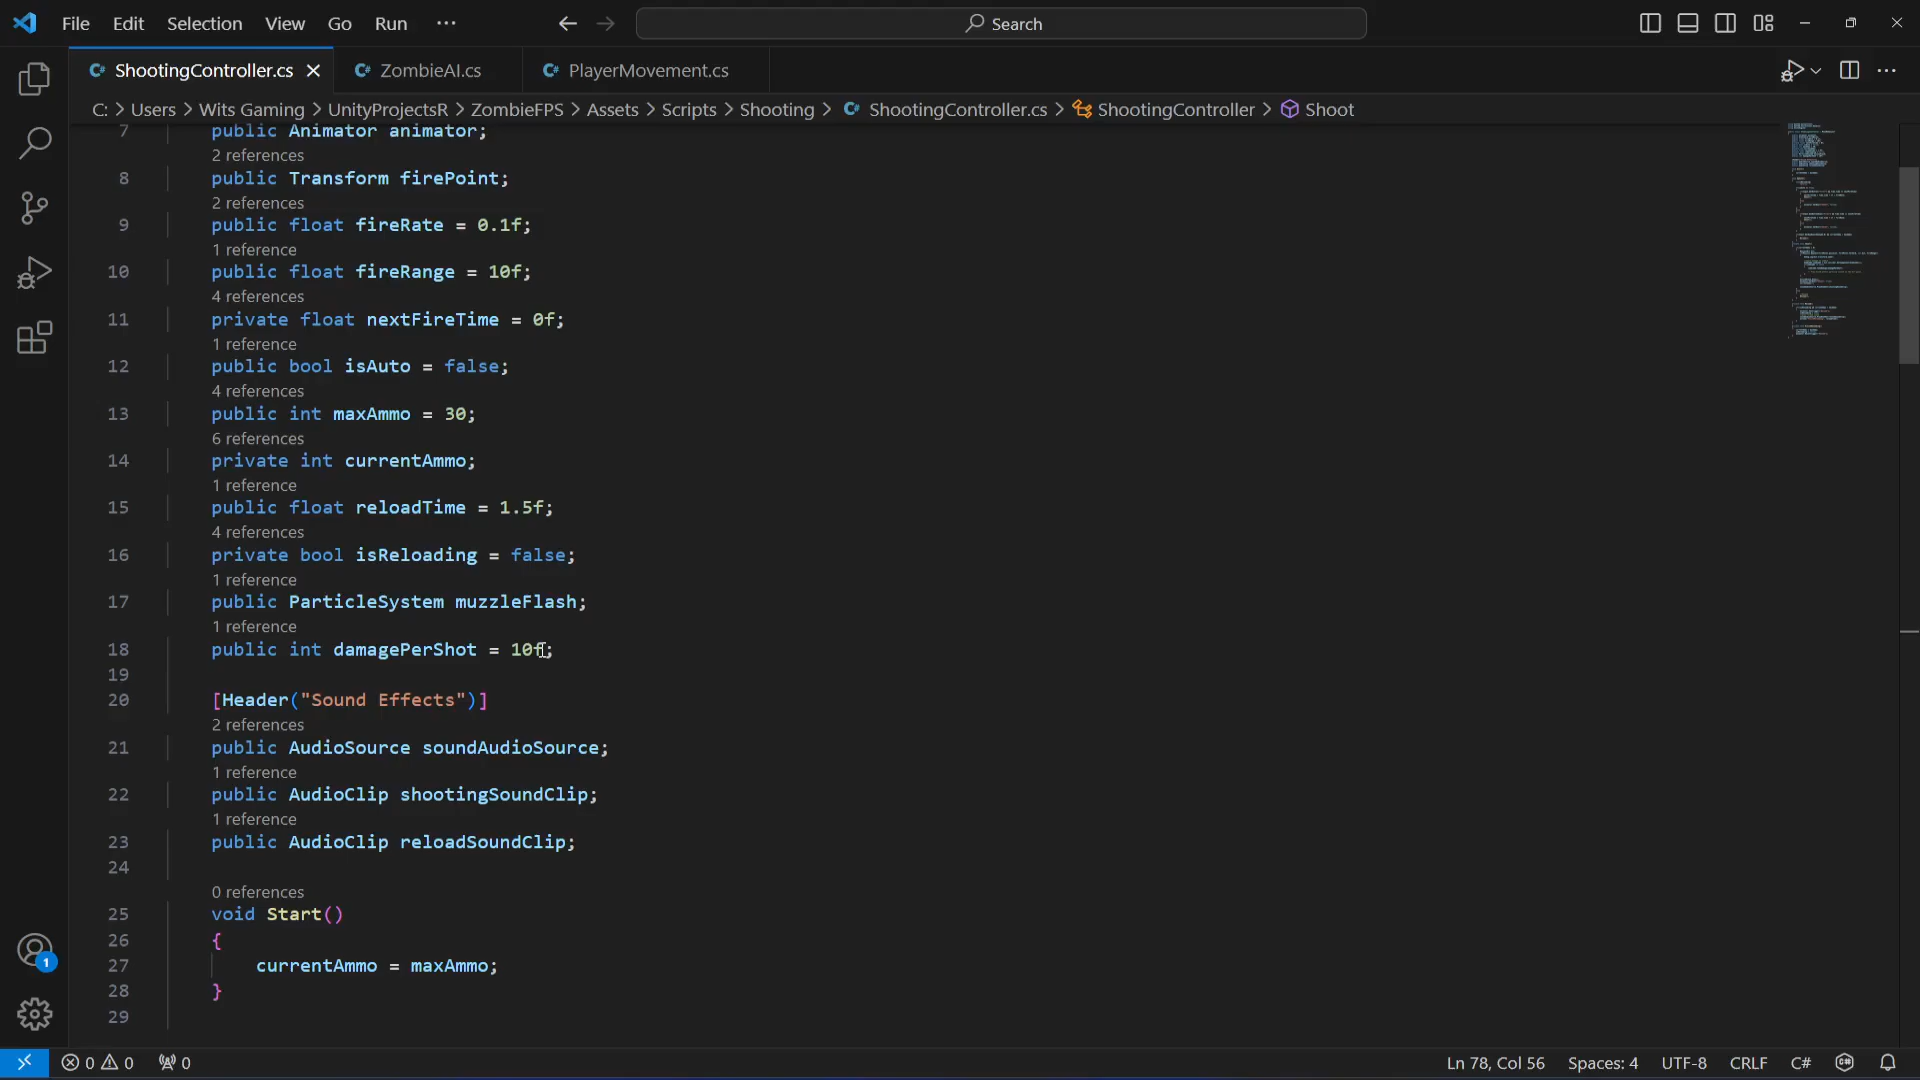 File Edit Selection View Go Run ··· Search
ShootingController.cs ZombieAI.cs PlayerMovement.cs
C: > Users > Wits Gaming > UnityProjectsR > ZombieFPS > Assets > Scripts > Shooting > ShootingController.cs > ShootingController > Shoot
7 public Animator animator;
2 references
8 public Transform firePoint;
2 references
9 public float fireRate = 0.1f;
1 reference
10 public float fireRange = 10f;
4 references
11 private float nextFireTime = 0f;
1 reference
12 public bool isAuto = false;
4 references
13 public int maxAmmo = 30;
6 references
14 private int currentAmmo;
1 reference
15 public float reloadTime = 1.5f;
4 references
16 private bool isReloading = false;
1 reference
17 public ParticleSystem muzzleFlash;
1 reference
18 public int damagePerShot = 10f;
19
20 [Header("Sound Effects")]
2 references
21 public AudioSource soundAudioSource;
1 reference
22 public AudioClip shootingSoundClip;
1 reference
23 public AudioClip reloadSoundClip;
24
0 references
25 void Start()
26 {
27 currentAmmo = maxAmmo;
28 }
29
1
0 0 0 Ln 78, Col 56 Spaces: 4 UTF-8 CRLF C#